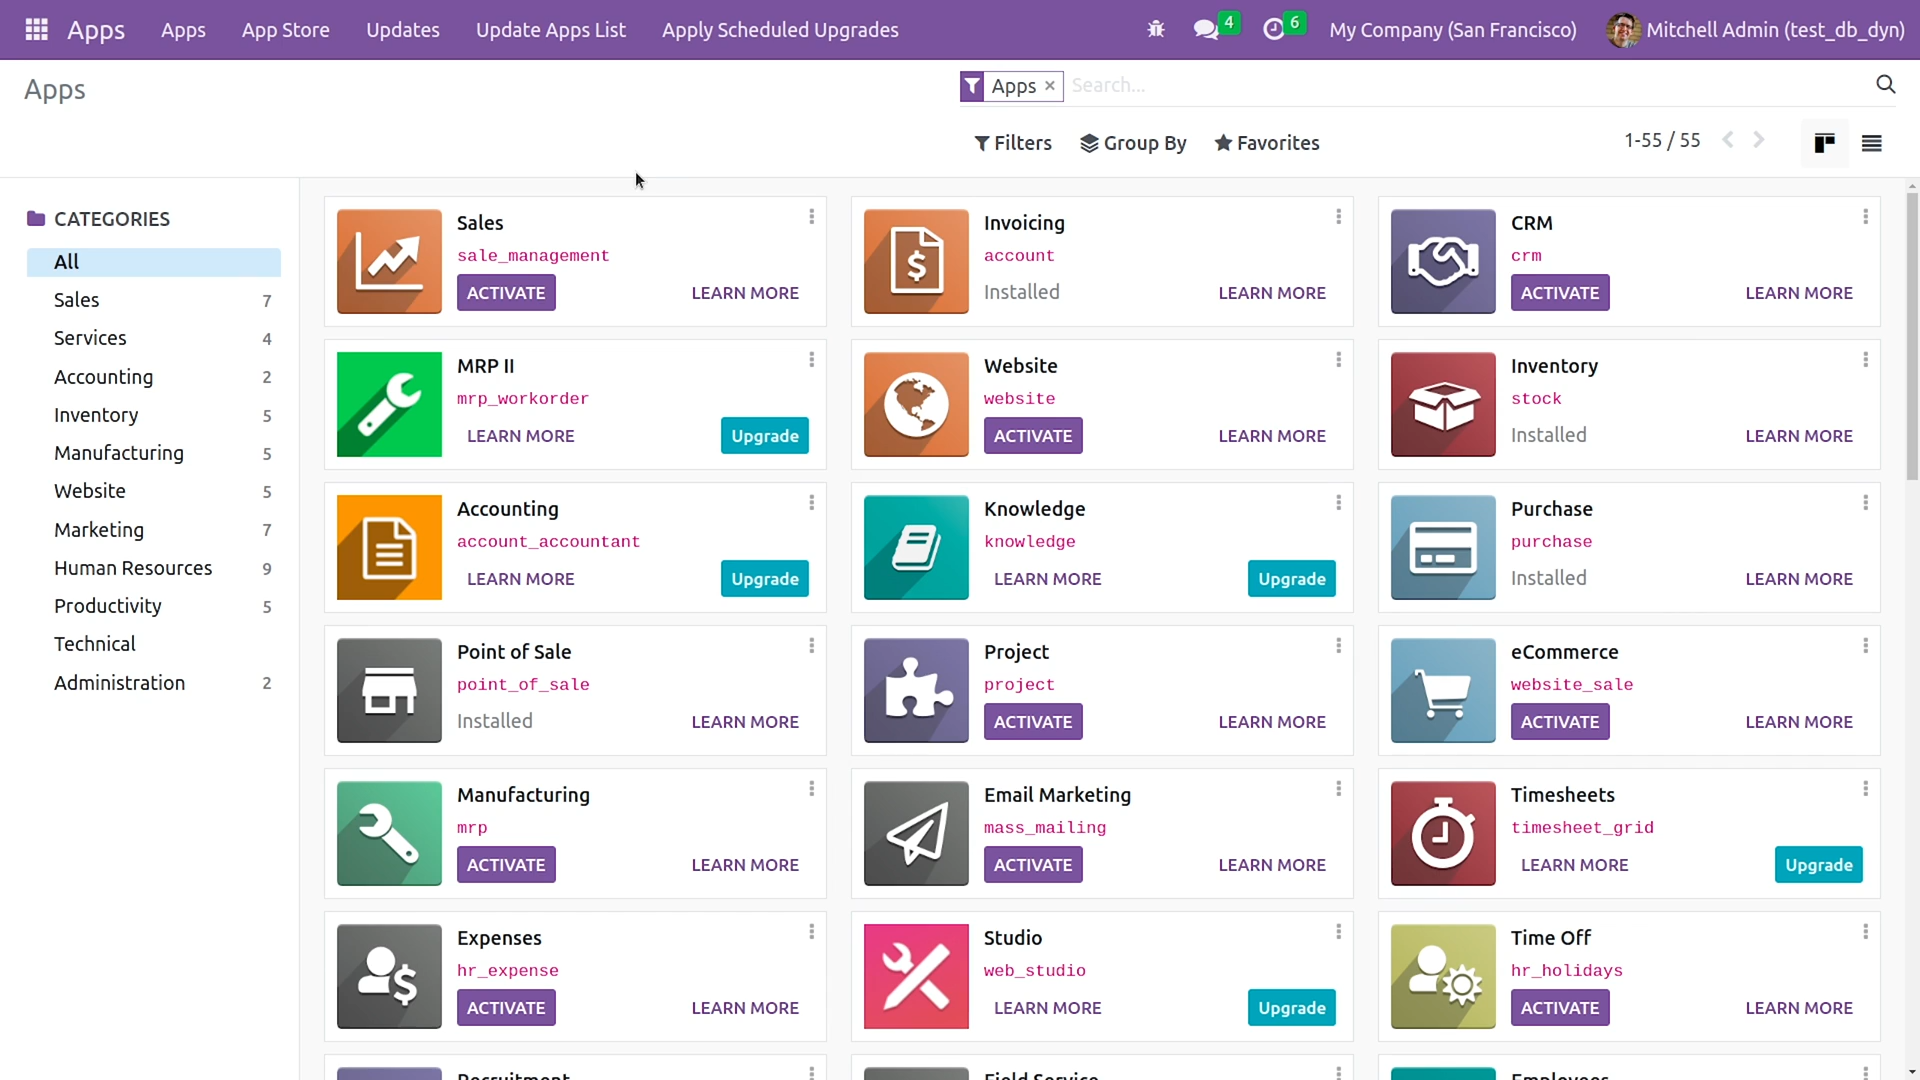 Apps
Apps
App Store
Updates
Update Apps List
Apply Scheduled Upgrades
4
6
My Company (San Francisco)
Mitchell Admin (test_db_dyn)
Apps
Apps ×
Search...
Filters
Group By
Favorites
1-55 / 55
CATEGORIES
All
Sales 7
Services 4
Accounting 2
Inventory 5
Manufacturing 5
Website 5
Marketing 7
Human Resources 9
Productivity 5
Technical
Administration 2
Sales
sale_management
ACTIVATE LEARN MORE
Invoicing
account
Installed LEARN MORE
CRM
crm
ACTIVATE LEARN MORE
MRP II
mrp_workorder
LEARN MORE Upgrade
Website
website
ACTIVATE LEARN MORE
Inventory
stock
Installed LEARN MORE
Accounting
account_accountant
LEARN MORE Upgrade
Knowledge
knowledge
LEARN MORE Upgrade
Purchase
purchase
Installed LEARN MORE
Point of Sale
point_of_sale
Installed LEARN MORE
Project
project
ACTIVATE LEARN MORE
eCommerce
website_sale
ACTIVATE LEARN MORE
Manufacturing
mrp
ACTIVATE LEARN MORE
Email Marketing
mass_mailing
ACTIVATE LEARN MORE
Timesheets
timesheet_grid
LEARN MORE Upgrade
Expenses
hr_expense
ACTIVATE LEARN MORE
Studio
web_studio
LEARN MORE Upgrade
Time Off
hr_holidays
ACTIVATE LEARN MORE
Recruitment
Field Service
Employees